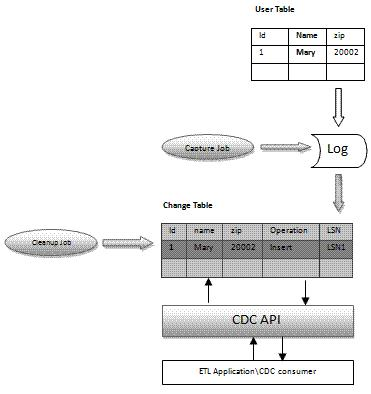 User Table
Id Name zip
1 Mary 20002
Capture Job
Log
Change Table
Id name zip Operation LSN
1 Mary 20002 Insert LSN1
Cleanup Job
CDC API
ETL Application\CDC consumer